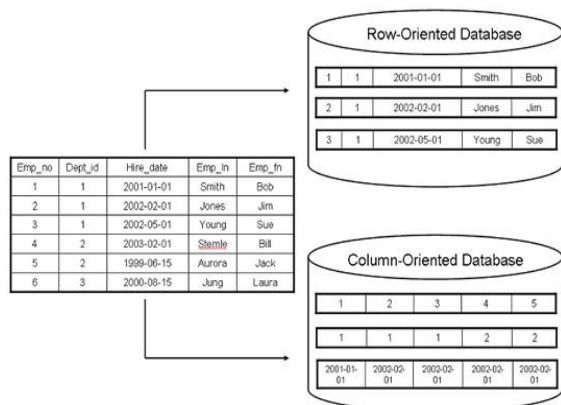 Row-Oriented Database
1 1 2001-01-01 Smith Bob
2 1 2002-02-01 Jones Jim
3 1 2002-05-01 Young Sue
Emp_no Dept_id Hire_date Emp_ln Emp_fn
1 1 2001-01-01 Smith Bob
2 1 2002-02-01 Jones Jim
3 1 2002-05-01 Young Sue
4 2 2003-02-01 Stemle Bill
5 2 1999-06-15 Aurora Jack
6 3 2000-08-15 Jung Laura
Column-Oriented Database
1 2 3 4 5
1 1 1 2 2
2001-01- 2002-02- 2002-02- 2002-02- 2002-02-
01 01 01 01 01